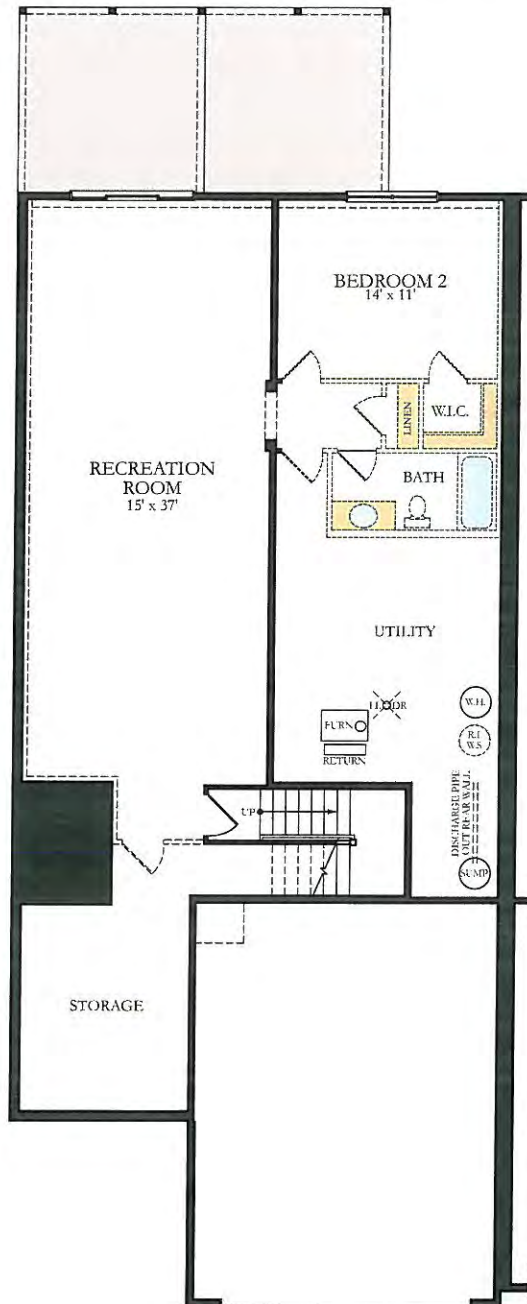 BEDROOM 2
14' x 11'
LINEN
W.I.C.
RECREATION
ROOM
15' x 37'
BATH
UTILITY
W.H.
FURN
RETURN
R.I
W.S
UP
DISCHARGE PIPE
OUT REAR WALL
SUMP
STORAGE